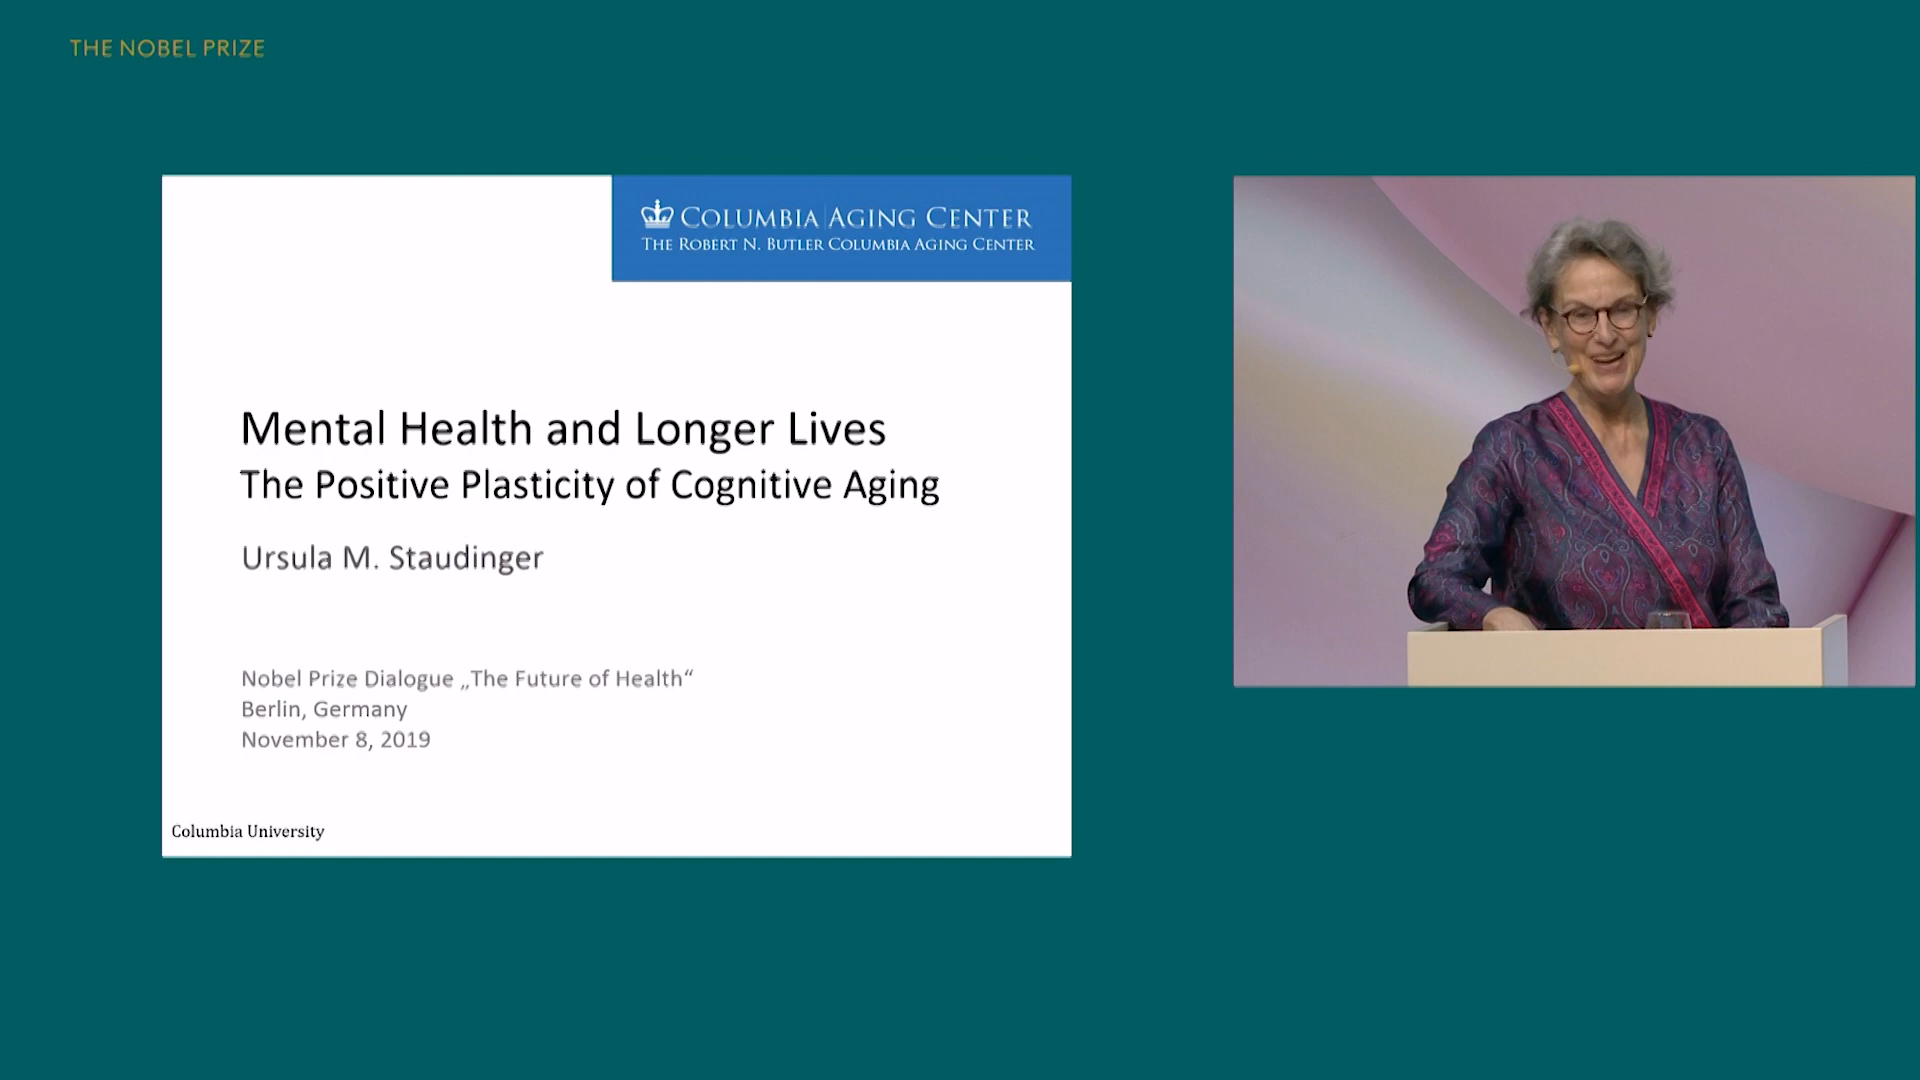 THE NOBEL PRIZE
COLUMBIA AGING CENTER
THE ROBERT N. BUTLER COLUMBIA AGING CENTER
Mental Health and Longer Lives
The Positive Plasticity of Cognitive Aging
Ursula M. Staudinger
Nobel Prize Dialogue „The Future of Health“
Berlin, Germany
November 8, 2019
Columbia University